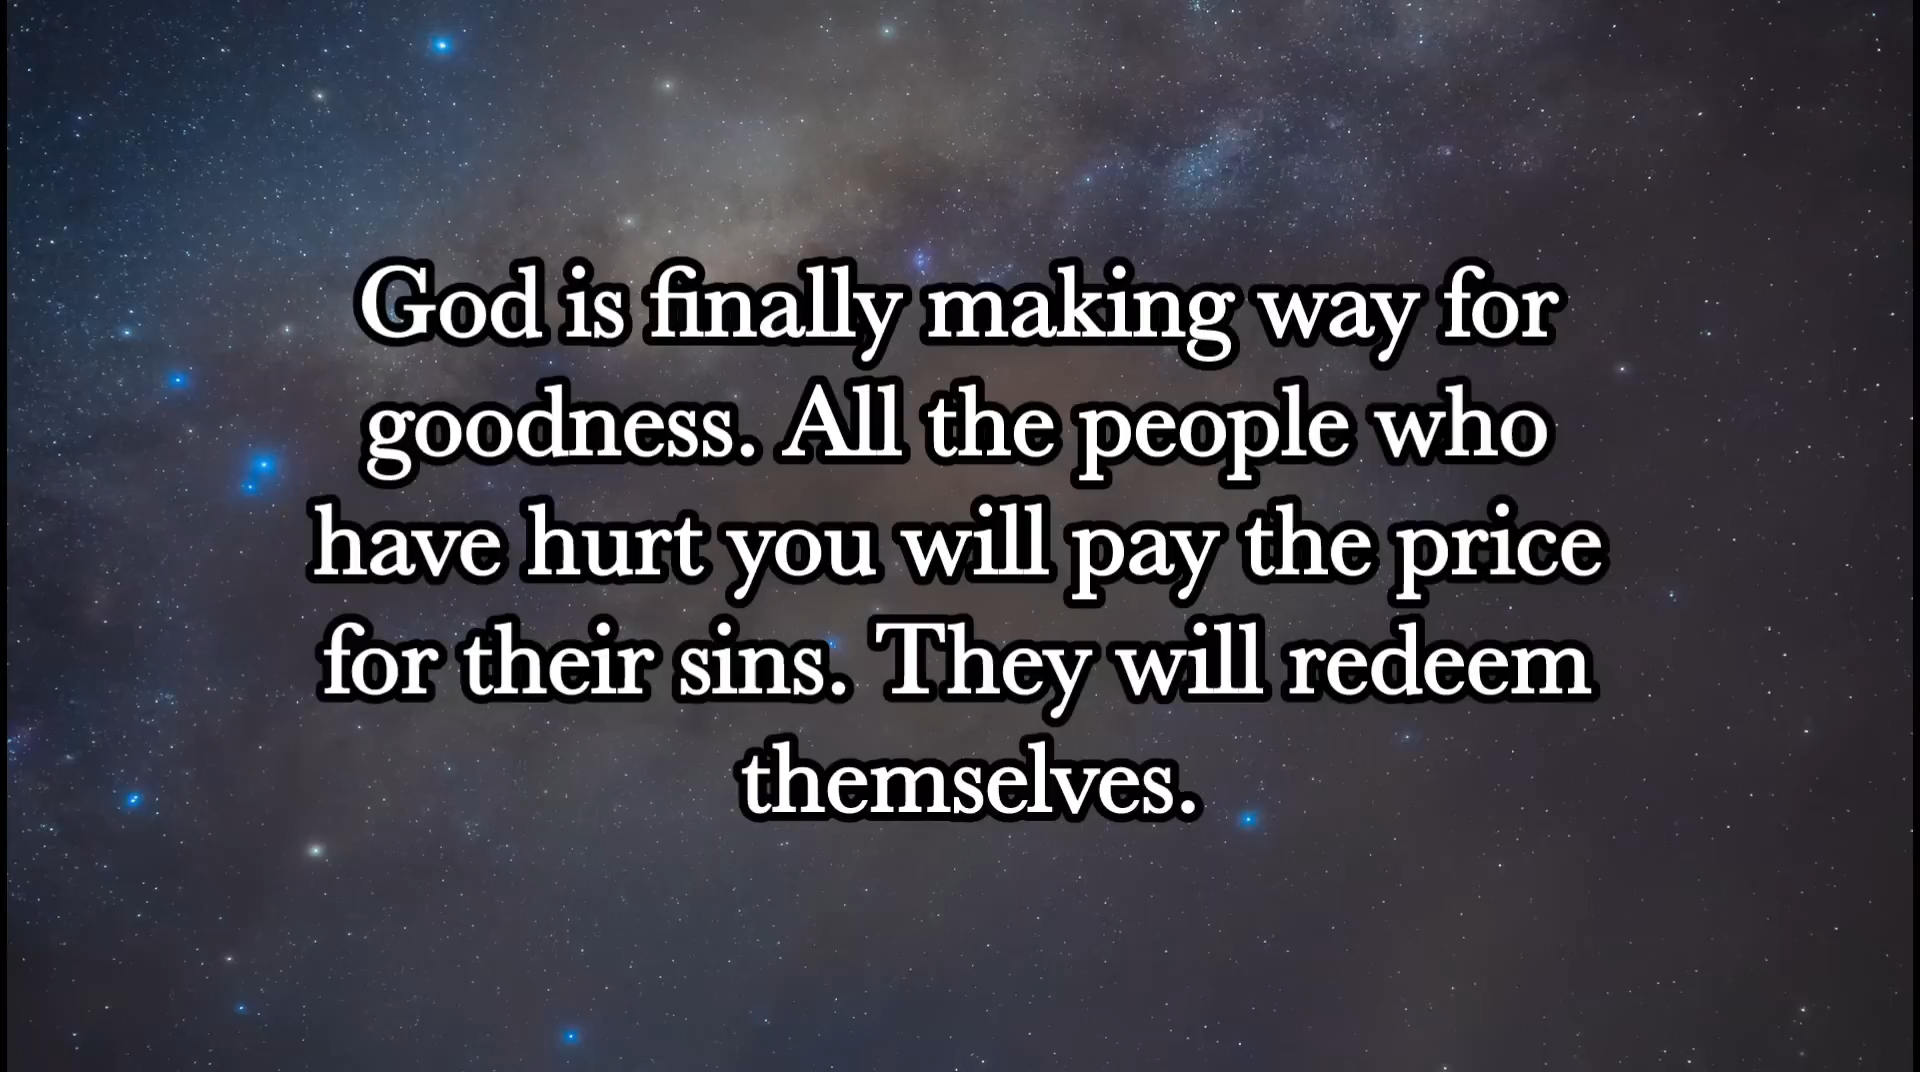 God is finally making way for
goodness. All the people who
have hurt you will pay the price
for their sins. They will redeem
themselves.